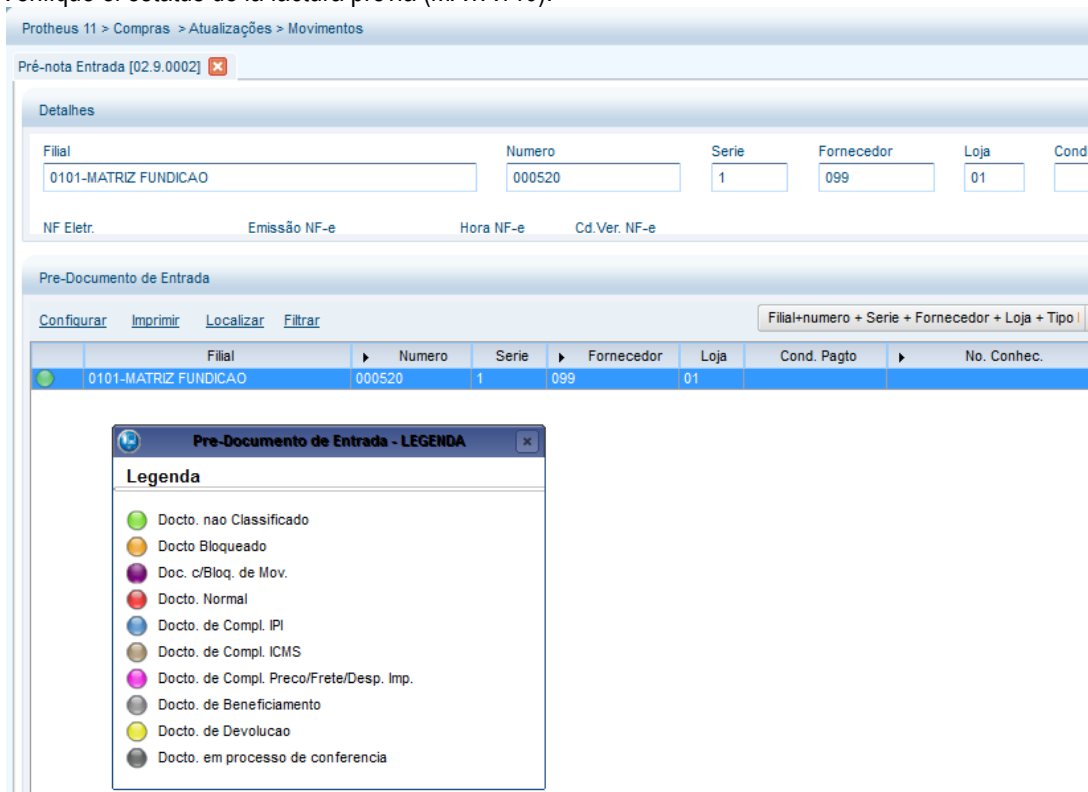 Protheus 11 > Compras > Atualizações > Movimentos
Pré-nota Entrada [02.9.0002]
Detalhes
Filial Numero Serie Fornecedor Loja Cond
0101-MATRIZ FUNDICAO 000520 1 099 01
NF Eletr. Emissão NF-e Hora NF-e Cd.Ver. NF-e
Pre-Documento de Entrada
Configurar Imprimir Localizar Filtrar Filial+numero + Serie + Fornecedor + Loja + Tipo
Filial Numero Serie Fornecedor Loja Cond. Pagto No. Conhec.
0101-MATRIZ FUNDICAO 000520 1 099 01
Pre-Documento de Entrada - LEGENDA
Legenda
Docto. nao Classificado
Docto Bloqueado
Doc. c/Bloq. de Mov.
Docto. Normal
Docto. de Compl. IPI
Docto. de Compl. ICMS
Docto. de Compl. Preco/Frete/Desp. Imp.
Docto. de Beneficiamento
Docto. de Devolucao
Docto. em processo de conferencia